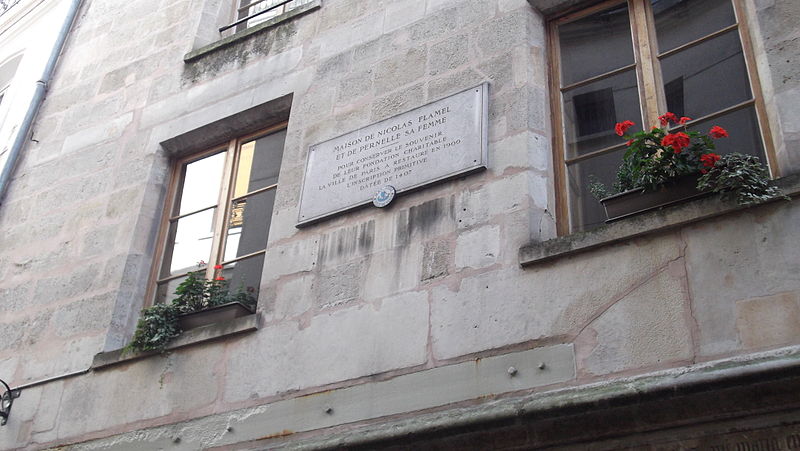 MAISON DE NICOLAS FLAMEL
ET DE PERNELLE SA FEMME
POUR CONSERVER LE SOUVENIR
DE LEUR FONDATION CHARITABLE
LA VILLE DE PARIS A RESTAURÉ EN 1900
L'INSCRIPTION PRIMITIVE
DATÉE DE 1407